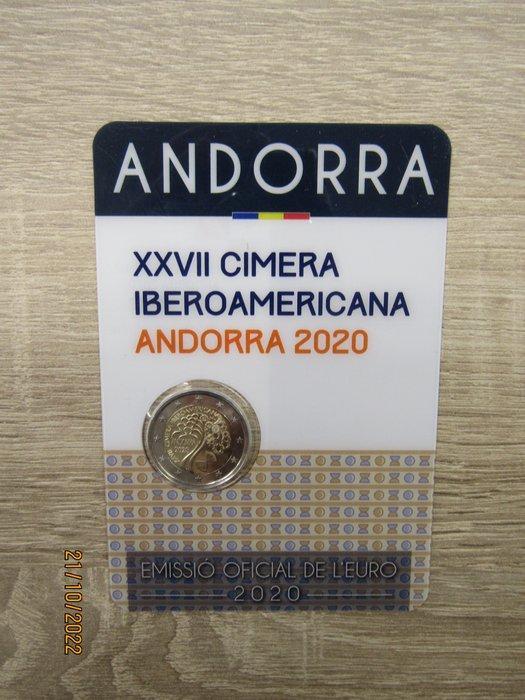 ANDORRA
XXVII CIMERA
IBEROAMERICANA
ANDORRA 2020
EMISSIÓ OFICIAL DE L'EURO
2020
21/10/2022